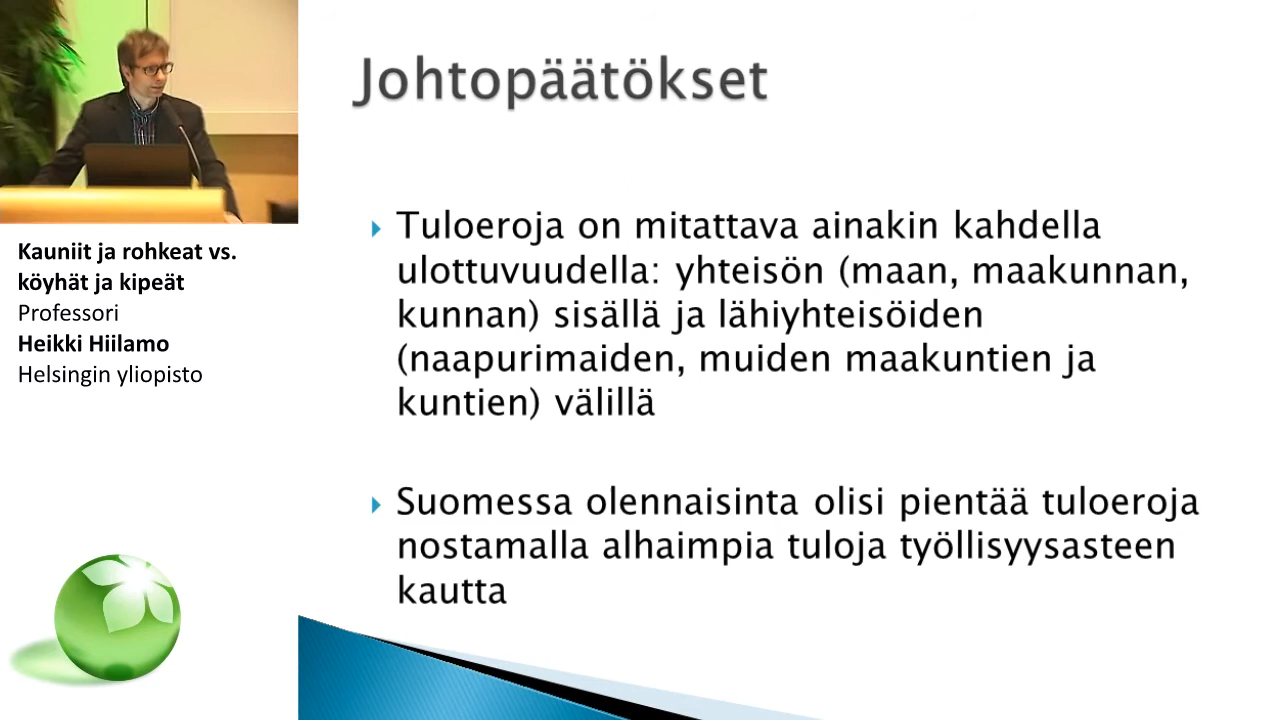 Johtopäätökset
Kauniit ja rohkeat vs.
köyhät ja kipeät
Professori
Heikki Hiilamo
Helsingin yliopisto
Tuloeroja on mitattava ainakin kahdella
ulottuvuudella: yhteisön (maan, maakunnan,
kunnan) sisällä ja lähiyhteisöiden
(naapurimaiden, muiden maakuntien ja
kuntien) välillä
Suomessa olennaisinta olisi pientää tuloeroja
nostamalla alhaimpia tuloja työllisyysasteen
kautta